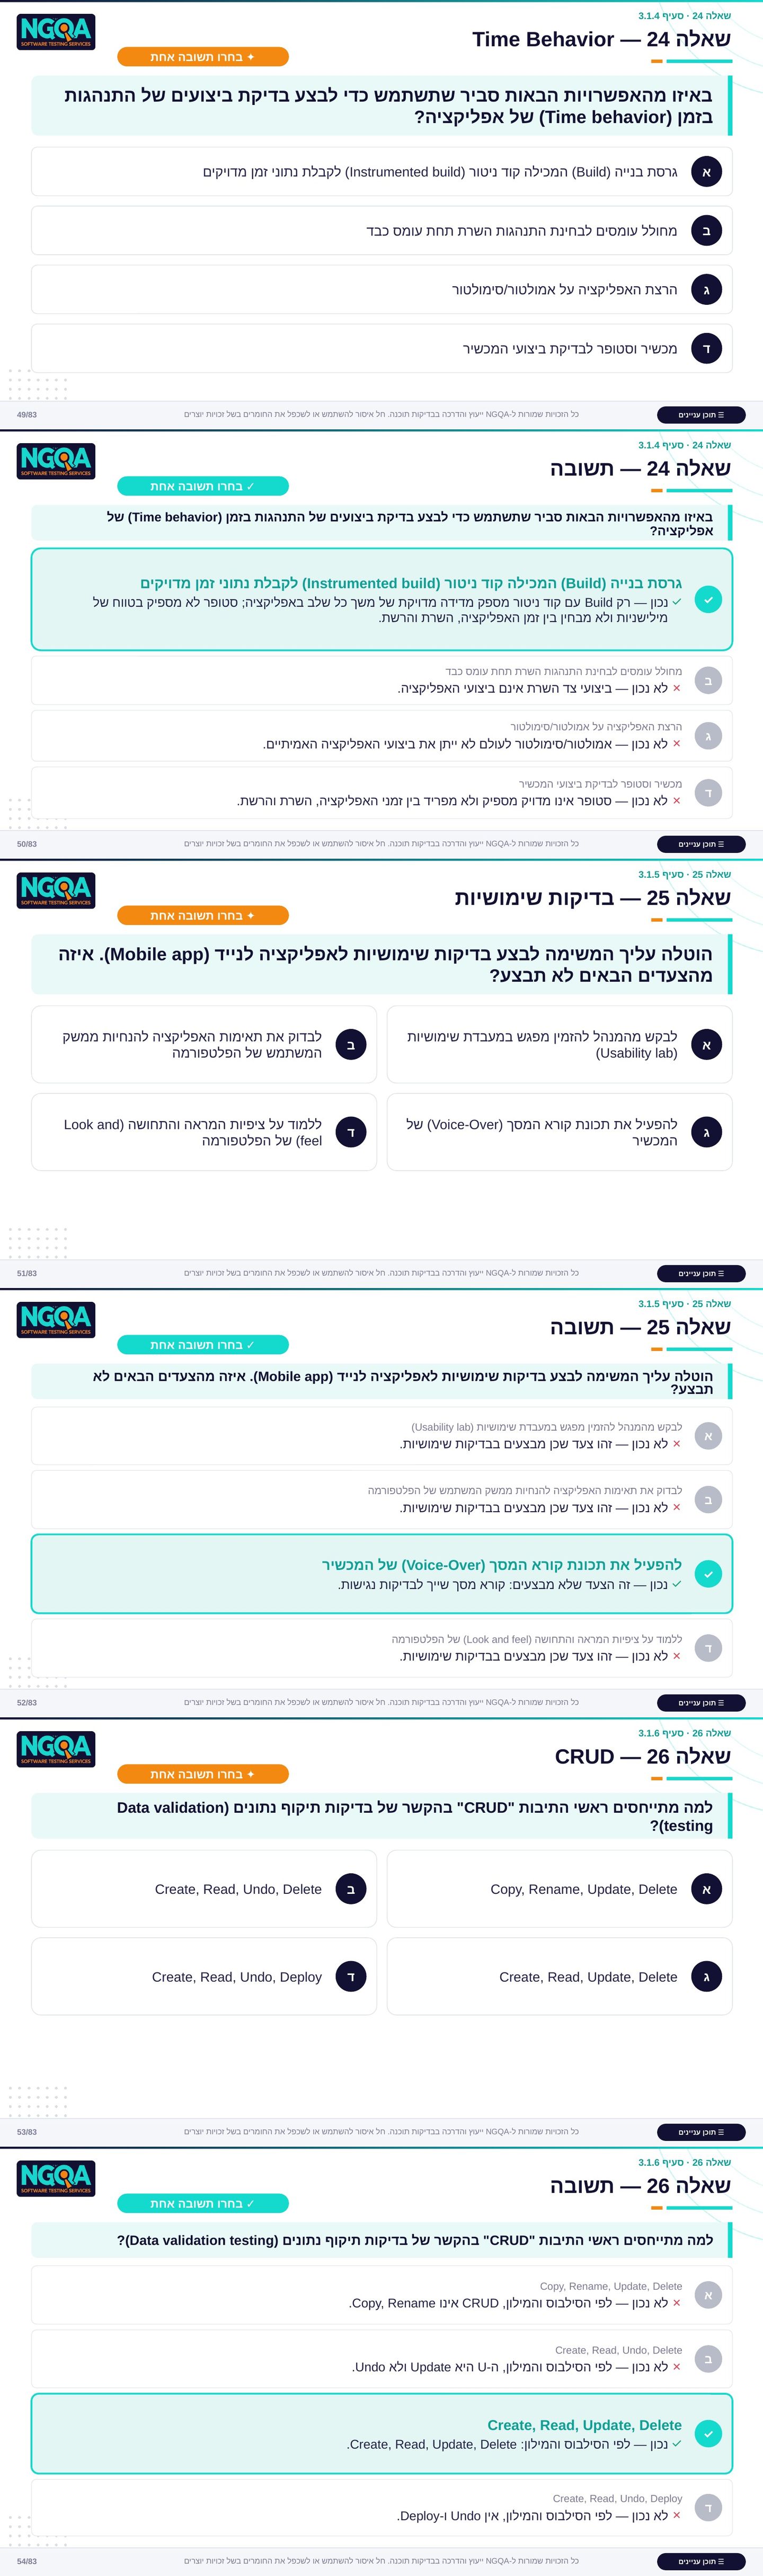 שאלה 24 · סעיף 3.1.4
NGQA
SOFTWARE TESTING SERVICES
שאלה 24 — Time Behavior
✦ בחרו תשובה אחת
באיזו מהאפשרויות הבאות סביר שתשתמש כדי לבצע בדיקת ביצועים של התנהגות
בזמן (Time behavior) של אפליקציה?
א
גרסת בנייה (Build) המכילה קוד ניטור (Instrumented build) לקבלת נתוני זמן מדויקים
ב
מחולל עומסים לבחינת התנהגות השרת תחת עומס כבד
ג
הרצת האפליקציה על אמולטור/סימולטור
ד
מכשיר וסטופר לבדיקת ביצועי המכשיר
☰ תוכן עניינים
כל הזכויות שמורות ל-NGQA ייעוץ והדרכה בבדיקות תוכנה. חל איסור להשתמש או לשכפל את החומרים בשל זכויות יוצרים
49/83
שאלה 24 · סעיף 3.1.4
NGQA
SOFTWARE TESTING SERVICES
שאלה 24 — תשובה
✓ בחרו תשובה אחת
באיזו מהאפשרויות הבאות סביר שתשתמש כדי לבצע בדיקת ביצועים של התנהגות בזמן (Time behavior) של
אפליקציה?
✓
גרסת בנייה (Build) המכילה קוד ניטור (Instrumented build) לקבלת נתוני זמן מדויקים
✓ נכון — רק Build עם קוד ניטור מספק מדידה מדויקת של משך כל שלב באפליקציה; סטופר לא מספיק בטווח של
מילישניות ולא מבחין בין זמן האפליקציה, השרת והרשת.
ב
מחולל עומסים לבחינת התנהגות השרת תחת עומס כבד
✕ לא נכון — ביצועי צד השרת אינם ביצועי האפליקציה.
ג
הרצת האפליקציה על אמולטור/סימולטור
✕ לא נכון — אמולטור/סימולטור לעולם לא ייתן את ביצועי האפליקציה האמיתיים.
ד
מכשיר וסטופר לבדיקת ביצועי המכשיר
✕ לא נכון — סטופר אינו מדויק מספיק ולא מפריד בין זמני האפליקציה, השרת והרשת.
☰ תוכן עניינים
כל הזכויות שמורות ל-NGQA ייעוץ והדרכה בבדיקות תוכנה. חל איסור להשתמש או לשכפל את החומרים בשל זכויות יוצרים
50/83
שאלה 25 · סעיף 3.1.5
NGQA
SOFTWARE TESTING SERVICES
שאלה 25 — בדיקות שימושיות
✦ בחרו תשובה אחת
הוטלה עליך המשימה לבצע בדיקות שימושיות לאפליקציה לנייד (Mobile app). איזה
מהצעדים הבאים לא תבצע?
א
לבקש מהמנהל להזמין מפגש במעבדת שימושיות
(Usability lab)
ב
לבדוק את תאימות האפליקציה להנחיות ממשק
המשתמש של הפלטפורמה
ג
להפעיל את תכונת קורא המסך (Voice-Over) של
המכשיר
ד
ללמוד על ציפיות המראה והתחושה (Look and
feel) של הפלטפורמה
☰ תוכן עניינים
כל הזכויות שמורות ל-NGQA ייעוץ והדרכה בבדיקות תוכנה. חל איסור להשתמש או לשכפל את החומרים בשל זכויות יוצרים
51/83
שאלה 25 · סעיף 3.1.5
NGQA
SOFTWARE TESTING SERVICES
שאלה 25 — תשובה
✓ בחרו תשובה אחת
הוטלה עליך המשימה לבצע בדיקות שימושיות לאפליקציה לנייד (Mobile app). איזה מהצעדים הבאים לא
תבצע?
א
לבקש מהמנהל להזמין מפגש במעבדת שימושיות (Usability lab)
✕ לא נכון — זהו צעד שכן מבצעים בבדיקות שימושיות.
ב
לבדוק את תאימות האפליקציה להנחיות ממשק המשתמש של הפלטפורמה
✕ לא נכון — זהו צעד שכן מבצעים בבדיקות שימושיות.
✓
להפעיל את תכונת קורא המסך (Voice-Over) של המכשיר
✓ נכון — זה הצעד שלא מבצעים: קורא מסך שייך לבדיקות נגישות.
ד
ללמוד על ציפיות המראה והתחושה (Look and feel) של הפלטפורמה
✕ לא נכון — זהו צעד שכן מבצעים בבדיקות שימושיות.
☰ תוכן עניינים
כל הזכויות שמורות ל-NGQA ייעוץ והדרכה בבדיקות תוכנה. חל איסור להשתמש או לשכפל את החומרים בשל זכויות יוצרים
52/83
שאלה 26 · סעיף 3.1.6
NGQA
SOFTWARE TESTING SERVICES
שאלה 26 — CRUD
✦ בחרו תשובה אחת
למה מתייחסים ראשי התיבות "CRUD" בהקשר של בדיקות תיקוף נתונים (Data validation
testing)?
א
Copy, Rename, Update, Delete
ב
Create, Read, Undo, Delete
ג
Create, Read, Update, Delete
ד
Create, Read, Undo, Deploy
☰ תוכן עניינים
כל הזכויות שמורות ל-NGQA ייעוץ והדרכה בבדיקות תוכנה. חל איסור להשתמש או לשכפל את החומרים בשל זכויות יוצרים
53/83
שאלה 26 · סעיף 3.1.6
NGQA
SOFTWARE TESTING SERVICES
שאלה 26 — תשובה
✓ בחרו תשובה אחת
למה מתייחסים ראשי התיבות "CRUD" בהקשר של בדיקות תיקוף נתונים (Data validation testing)?
א
Copy, Rename, Update, Delete
✕ לא נכון — לפי הסילבוס והמילון, CRUD אינו Copy, Rename.
ב
Create, Read, Undo, Delete
✕ לא נכון — לפי הסילבוס והמילון, ה-U היא Update ולא Undo.
✓
Create, Read, Update, Delete
✓ נכון — לפי הסילבוס והמילון: Create, Read, Update, Delete.
ד
Create, Read, Undo, Deploy
✕ לא נכון — לפי הסילבוס והמילון, אין Undo ו-Deploy.
☰ תוכן עניינים
כל הזכויות שמורות ל-NGQA ייעוץ והדרכה בבדיקות תוכנה. חל איסור להשתמש או לשכפל את החומרים בשל זכויות יוצרים
54/83